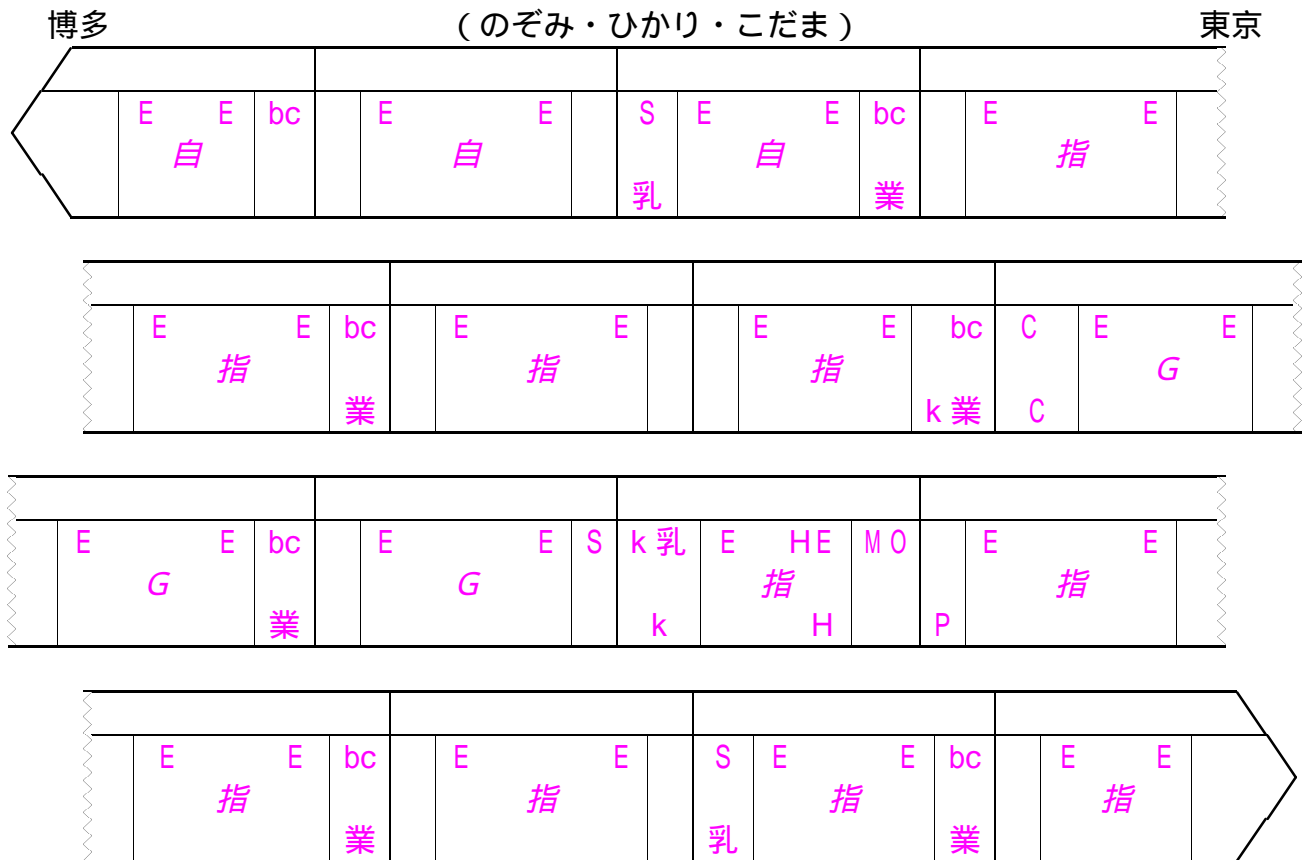 博多 (のぞみ・ひかり・こだま) 東京
E E bc E E S E E bc E E
自 自 自 指
乳 業
E E bc E E E E bc C E E
指 指 指 G
業 k 業 C
E E bc E E S k 乳 E HE MO E E
G G 指 指
業 k H P
E E bc E E S E E bc E E
指 指 指 指
業 乳 業